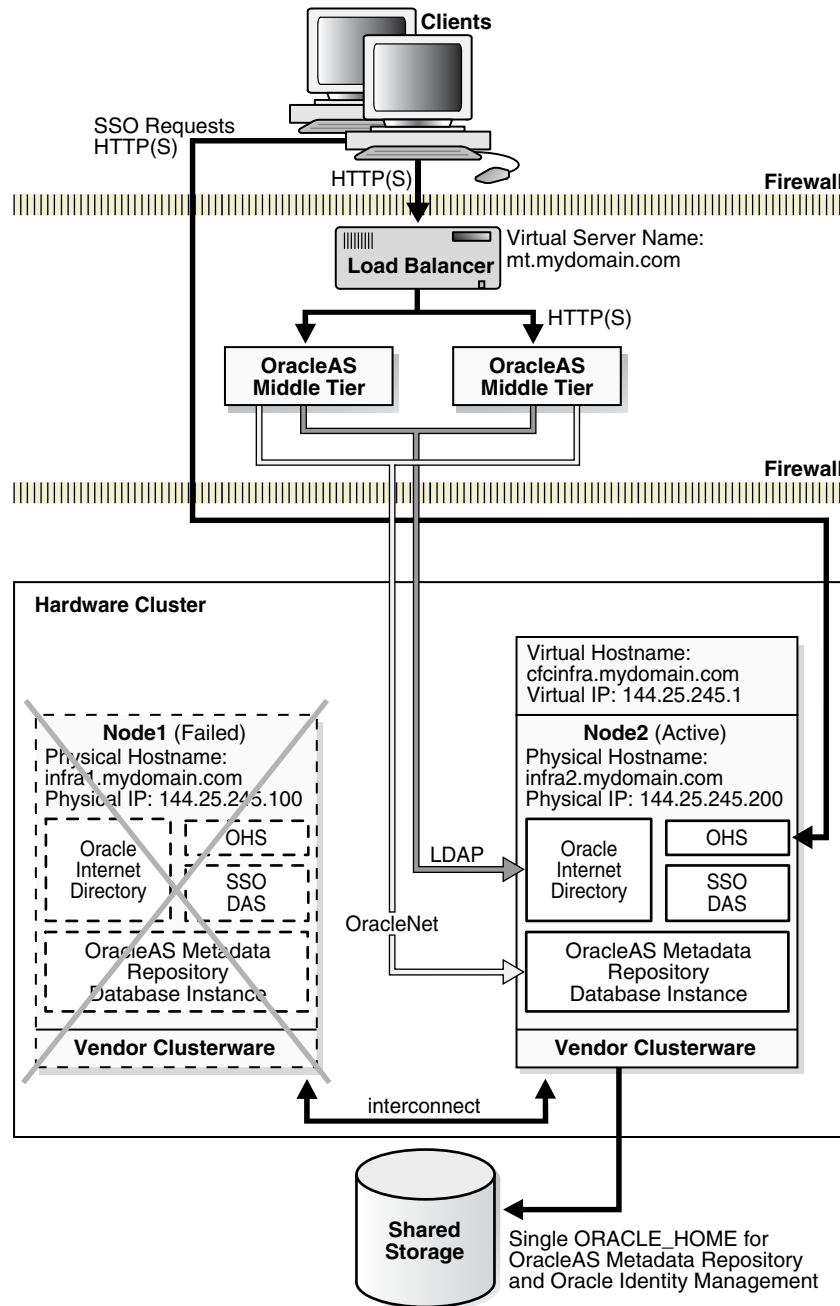 Clients
SSO Requests
HTTP(S)
HTTP(S)
Firewall
Load Balancer
Virtual Server Name:
mt.mydomain.com
HTTP(S)
OracleAS
Middle Tier
OracleAS
Middle Tier
Firewall
Hardware Cluster
Virtual Hostname:
cfcinfra.mydomain.com
Virtual IP: 144.25.245.1
Node1 (Failed)
Physical Hostname:
infra1.mydomain.com
Physical IP: 144.25.245.100
Oracle
Internet
Directory
OHS
SSO
DAS
OracleAS Metadata
Repository
Database Instance
Vendor Clusterware
LDAP
OracleNet
Node2 (Active)
Physical Hostname:
infra2.mydomain.com
Physical IP: 144.25.245.200
Oracle
Internet
Directory
OHS
SSO
DAS
OracleAS Metadata
Repository
Database Instance
Vendor Clusterware
interconnect
Shared
Storage
Single ORACLE_HOME for
OracleAS Metadata Repository
and Oracle Identity Management